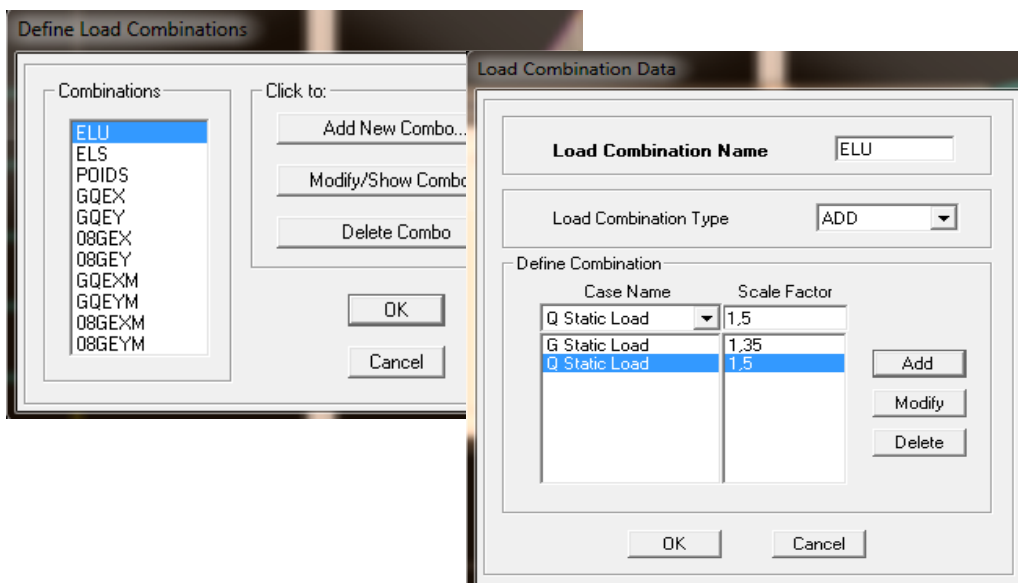 Define Load Combinations
Combinations
ELU
ELS
POIDS
GQEX
GQEY
08GEX
08GEY
GQEXM
GQEYM
08GEXM
08GEYM
Click to:
Add New Combo...
Modify/Show Combo
Delete Combo
OK
Cancel
Load Combination Data
Load Combination Name ELU
Load Combination Type ADD
Define Combination
Case Name Scale Factor
Q Static Load 1,5
G Static Load 1,35
Q Static Load 1,5
Add
Modify
Delete
OK Cancel